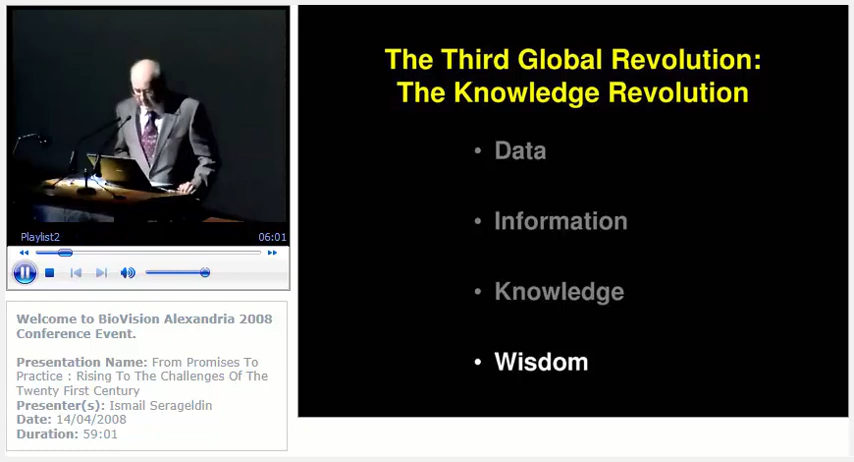 The Third Global Revolution:
The Knowledge Revolution
• Data
• Information
• Knowledge
• Wisdom
Playlist2 06:01
Welcome to BioVision Alexandria 2008
Conference Event.
Presentation Name: From Promises To
Practice : Rising To The Challenges Of The
Twenty First Century
Presenter(s): Ismail Serageldin
Date: 14/04/2008
Duration: 59:01